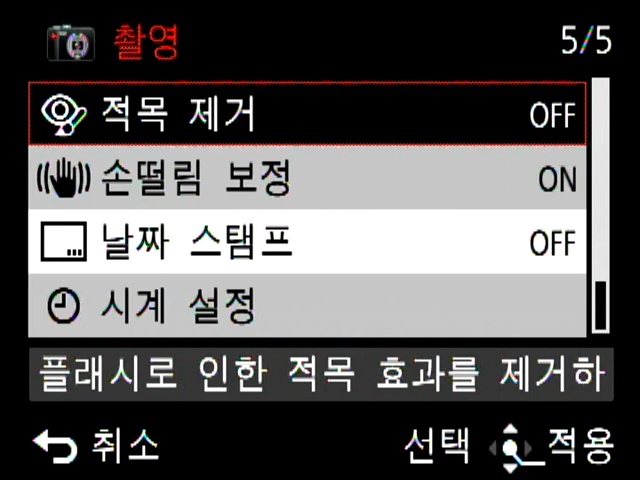 촬영 5/5
적목 제거 OFF
손떨림 보정 ON
날짜 스탬프 OFF
시계 설정
플래시로 인한 적목 효과를 제거하
취소 선택 적용